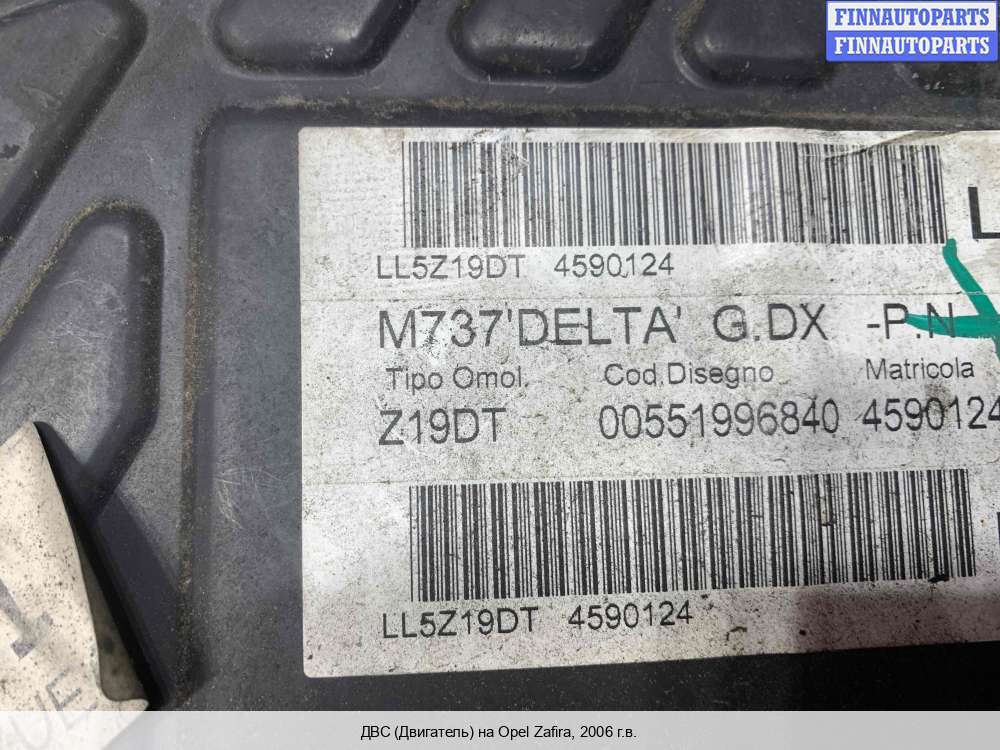 FINNAUTOPARTS
FINNAUTOPARTS
L
LL5Z19DT 4590124
M737'DELTA' G.DX -P.N
Tipo Omol. Cod.Disegno Matricola
Z19DT 00551996840 4590124
LL5Z19DT 4590124
ДВС (Двигатель) на Opel Zafira, 2006 г.в.